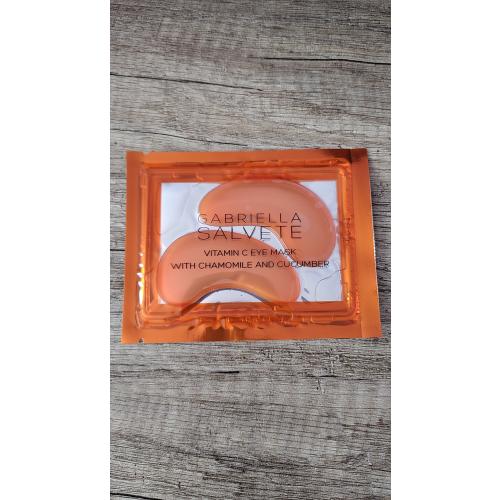 GABRIELLA
SALVETE
VITAMIN C EYE MASK
WITH CHAMOMILE AND CUCUMBER